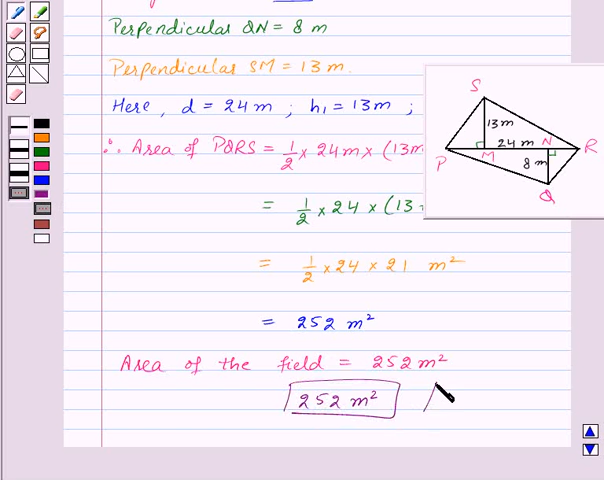 Perpendicular QN = 8 m
Perpendicular SM = 13 m.
Here, d = 24 m ; h₁ = 13 m ;
∴ Area of PQRS = 1/2 × 24 m × (13 m
= 1/2 × 24 × (13 +
= 1/2 × 24 × 21 m²
= 252 m²
Area of the field = 252 m²
252 m²
S
13 m
24 m
N
R
P
M
8 m
Q